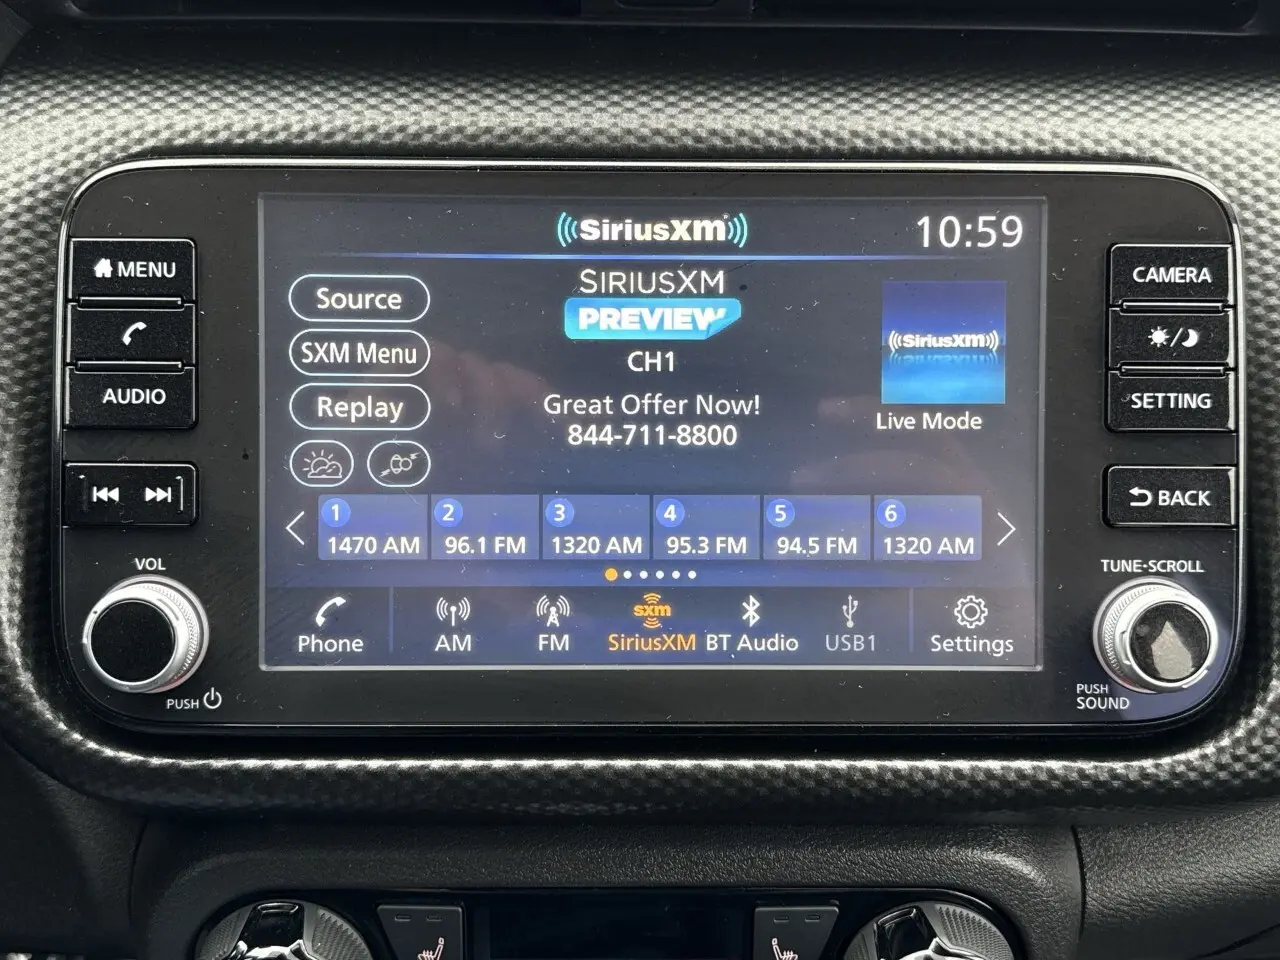 SiriusXM
10:59
MENU
AUDIO
VOL
PUSH
Source
SXM Menu
Replay
SIRIUSXM
PREVIEW
CH1
Great Offer Now!
844-711-8800
SiriusXM
Live Mode
1
1470 AM
2
96.1 FM
3
1320 AM
4
95.3 FM
5
94.5 FM
6
1320 AM
Phone
AM
FM
sxm
SiriusXM
BT Audio
USB1
Settings
CAMERA
SETTING
BACK
TUNE·SCROLL
PUSH
SOUND